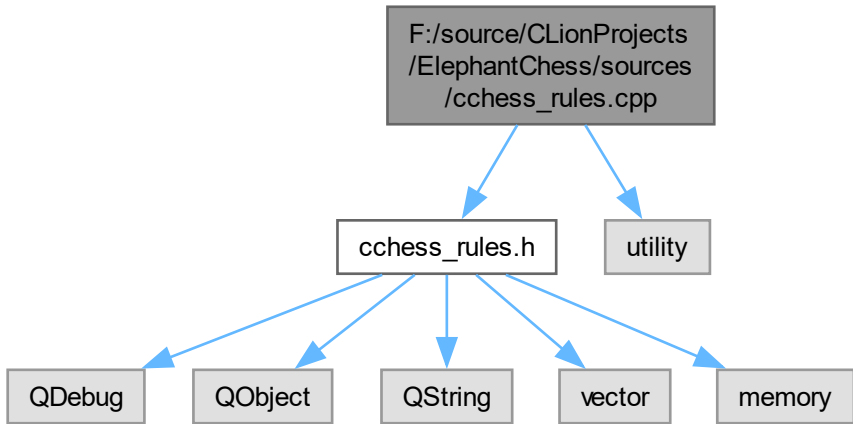 F:/source/CLionProjects
/ElephantChess/sources
/cchess_rules.cpp
cchess_rules.h
utility
QDebug
QObject
QString
vector
memory